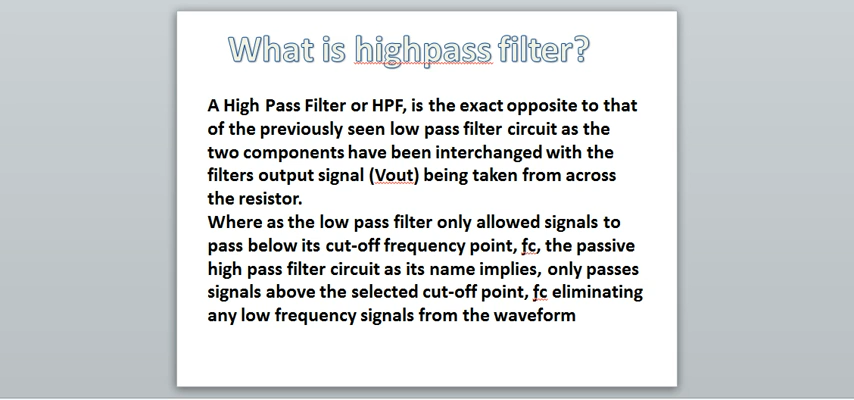 What is highpass filter?
A High Pass Filter or HPF, is the exact opposite to that
of the previously seen low pass filter circuit as the
two components have been interchanged with the
filters output signal (Vout) being taken from across
the resistor.
Where as the low pass filter only allowed signals to
pass below its cut-off frequency point, fc, the passive
high pass filter circuit as its name implies, only passes
signals above the selected cut-off point, fc eliminating
any low frequency signals from the waveform